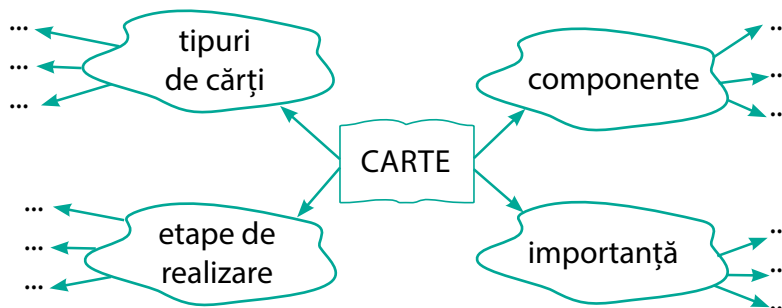 ...
...
...
tipuri
de cărți
componente
..
..
..
CARTE
...
...
...
etape de
realizare
importanță
..
..
..